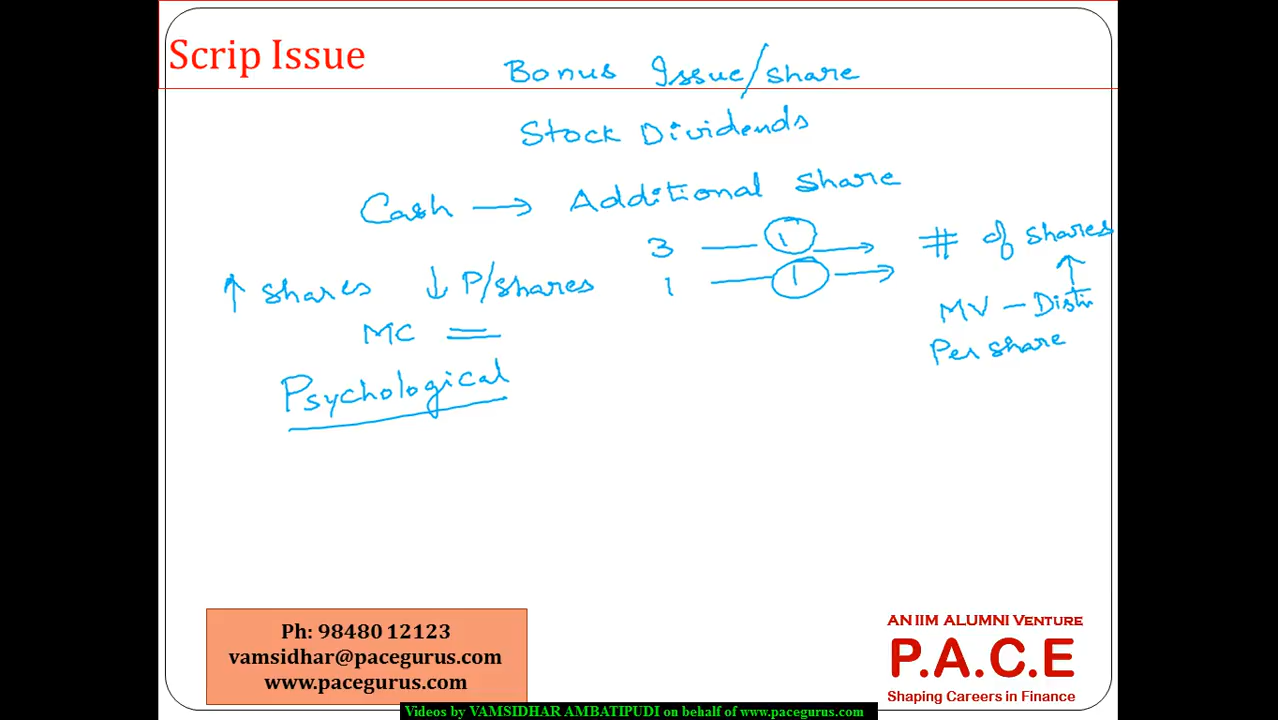 Scrip Issue
Bonus Issue/share
Stock Dividends
Cash → Additional share
3 — 1 → # of shares
1 — 1 →
↑ shares ↓ P/shares
↑
MV - Distri
MC =
Per share
Psychological
Ph: 98480 12123
vamsidhar@pacegurus.com
www.pacegurus.com
AN IIM ALUMNI VENTURE
P.A.C.E
Shaping Careers in Finance
Videos by VAMSIDHAR AMBATIPUDI on behalf of www.pacegurus.com